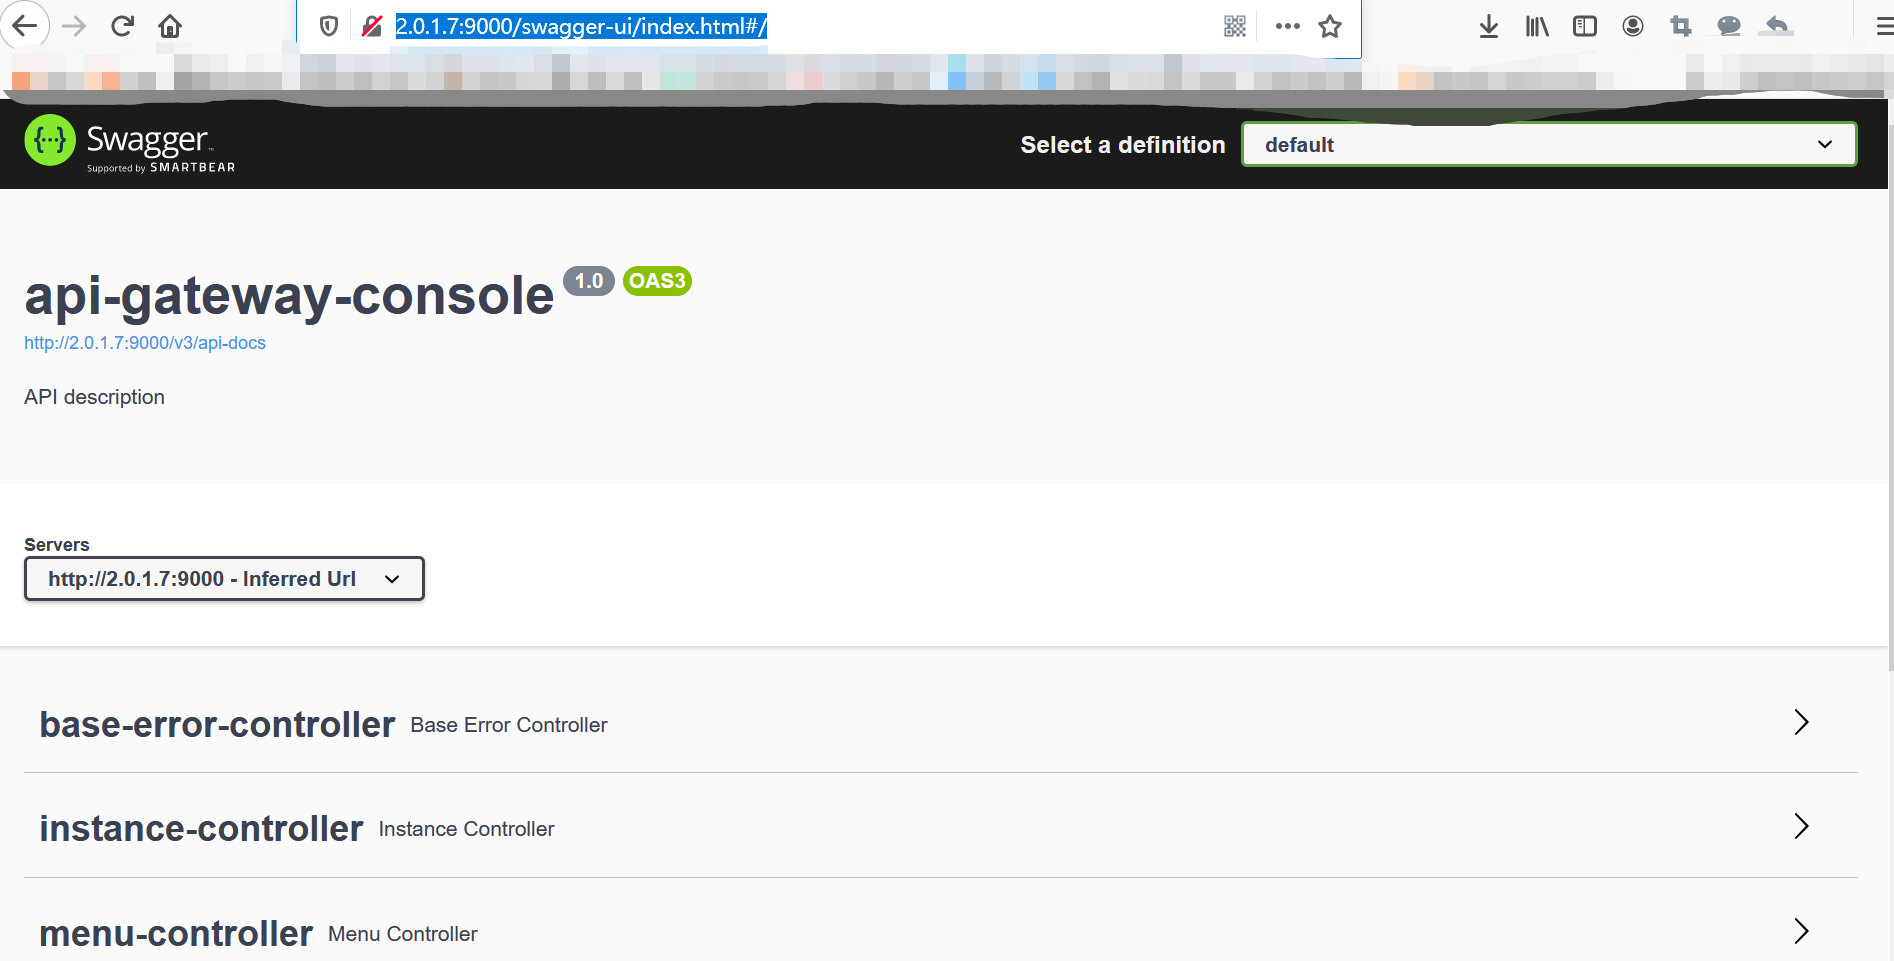 2.0.1.7:9000/swagger-ui/index.html#/
Swagger
Supported by SMARTBEAR
Select a definition
default
api-gateway-console 1.0 OAS3
http://2.0.1.7:9000/v3/api-docs
API description
Servers
http://2.0.1.7:9000 - Inferred Url
base-error-controller Base Error Controller
instance-controller Instance Controller
menu-controller Menu Controller